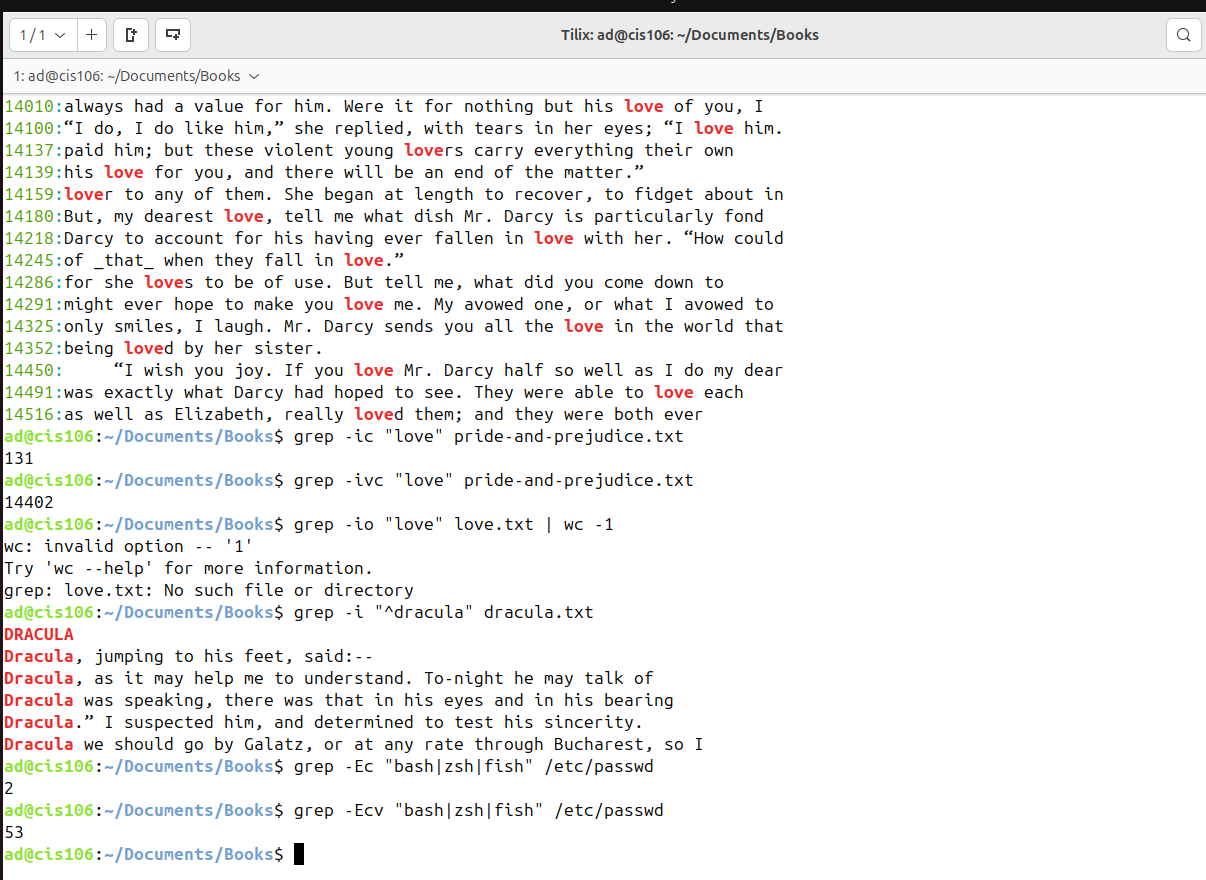 1 / 1
Tilix: ad@cis106: ~/Documents/Books
1: ad@cis106: ~/Documents/Books
14010:always had a value for him. Were it for nothing but his love of you, I
14100:“I do, I do like him,” she replied, with tears in her eyes; “I love him.
14137:paid him; but these violent young lovers carry everything their own
14139:his love for you, and there will be an end of the matter.”
14159:lover to any of them. She began at length to recover, to fidget about in
14180:But, my dearest love, tell me what dish Mr. Darcy is particularly fond
14218:Darcy to account for his having ever fallen in love with her. “How could
14245:of _that_ when they fall in love.”
14286:for she loves to be of use. But tell me, what did you come down to
14291:might ever hope to make you love me. My avowed one, or what I avowed to
14325:only smiles, I laugh. Mr. Darcy sends you all the love in the world that
14352:being loved by her sister.
14450:     “I wish you joy. If you love Mr. Darcy half so well as I do my dear
14491:was exactly what Darcy had hoped to see. They were able to love each
14516:as well as Elizabeth, really loved them; and they were both ever
ad@cis106:~/Documents/Books$ grep -ic "love" pride-and-prejudice.txt
131
ad@cis106:~/Documents/Books$ grep -ivc "love" pride-and-prejudice.txt
14402
ad@cis106:~/Documents/Books$ grep -io "love" love.txt | wc -1
wc: invalid option -- '1'
Try 'wc --help' for more information.
grep: love.txt: No such file or directory
ad@cis106:~/Documents/Books$ grep -i "^dracula" dracula.txt
DRACULA
Dracula, jumping to his feet, said:--
Dracula, as it may help me to understand. To-night he may talk of
Dracula was speaking, there was that in his eyes and in his bearing
Dracula.” I suspected him, and determined to test his sincerity.
Dracula we should go by Galatz, or at any rate through Bucharest, so I
ad@cis106:~/Documents/Books$ grep -Ec "bash|zsh|fish" /etc/passwd
2
ad@cis106:~/Documents/Books$ grep -Ecv "bash|zsh|fish" /etc/passwd
53
ad@cis106:~/Documents/Books$